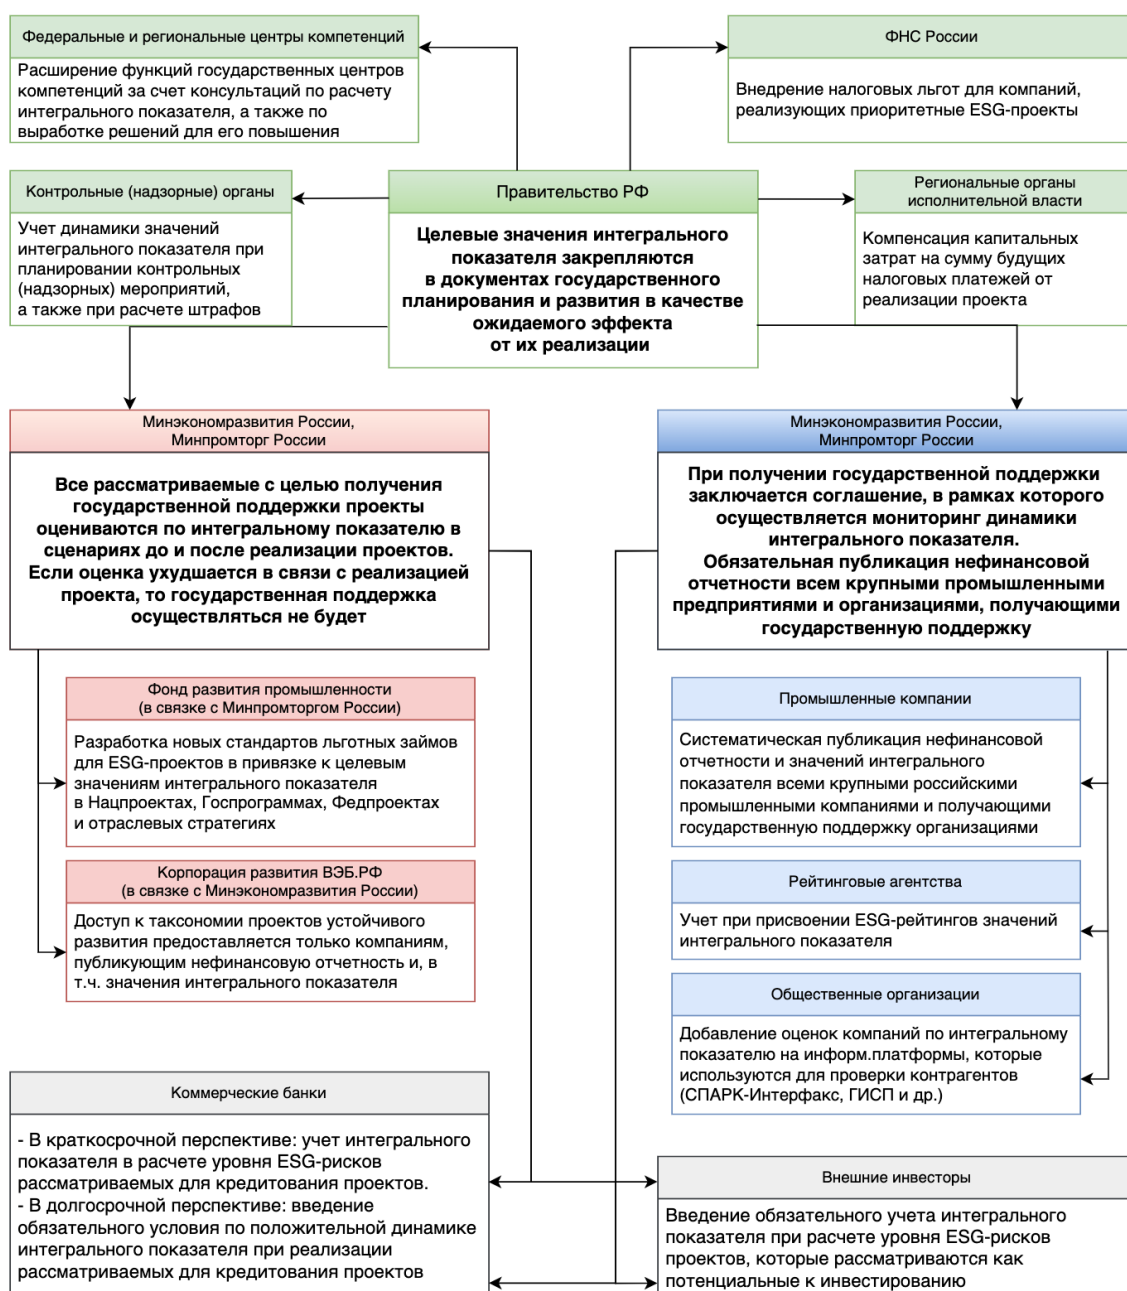 Федеральные и региональные центры компетенций
Расширение функций государственных центров
компетенций за счет консультаций по расчету
интегрального показателя, а также по
выработке решений для его повышения
ФНС России
Внедрение налоговых льгот для компаний,
реализующих приоритетные ESG-проекты
Контрольные (надзорные) органы
Учет динамики значений
интегрального показателя при
планировании контрольных
(надзорных) мероприятий,
а также при расчете штрафов
Правительство РФ
Целевые значения интегрального
показателя закрепляются
в документах государственного
планирования и развития в качестве
ожидаемого эффекта
от их реализации
Региональные органы
исполнительной власти
Компенсация капитальных
затрат на сумму будущих
налоговых платежей от
реализации проекта
Минэкономразвития России,
Минпромторг России
Все рассматриваемые с целью получения
государственной поддержки проекты
оцениваются по интегральному показателю в
сценариях до и после реализации проектов.
Если оценка ухудшается в связи с реализацией
проекта, то государственная поддержка
осуществляться не будет
Минэкономразвития России,
Минпромторг России
При получении государственной поддержки
заключается соглашение, в рамках которого
осуществляется мониторинг динамики
интегрального показателя.
Обязательная публикация нефинансовой
отчетности всем крупными промышленными
предприятиями и организациями, получающими
государственную поддержку
Фонд развития промышленности
(в связке с Минпромторгом России)
Разработка новых стандартов льготных займов
для ESG-проектов в привязке к целевым
значениям интегрального показателя
в Нацпроектах, Госпрограммах, Федпроектах
и отраслевых стратегиях
Корпорация развития ВЭБ.РФ
(в связке с Минэкономразвития России)
Доступ к таксономии проектов устойчивого
развития предоставляется только компаниям,
публикующим нефинансовую отчетность и, в
т.ч. значения интегрального показателя
Промышленные компании
Систематическая публикация нефинансовой
отчетности и значений интегрального
показателя всеми крупными российскими
промышленными компаниями и получающими
государственную поддержку организациями
Рейтинговые агентства
Учет при присвоении ESG-рейтингов значений
интегрального показателя
Общественные организации
Добавление оценок компаний по интегральному
показателю на информ.платформы, которые
используются для проверки контрагентов
(СПАРК-Интерфакс, ГИСП и др.)
Коммерческие банки
- В краткосрочной перспективе: учет интегрального
показателя в расчете уровня ESG-рисков
рассматриваемых для кредитования проектов.
- В долгосрочной перспективе: введение
обязательного условия по положительной динамике
интегрального показателя при реализации
рассматриваемых для кредитования проектов
Внешние инвесторы
Введение обязательного учета интегрального
показателя при расчете уровня ESG-рисков
проектов, которые рассматриваются как
потенциальные к инвестированию